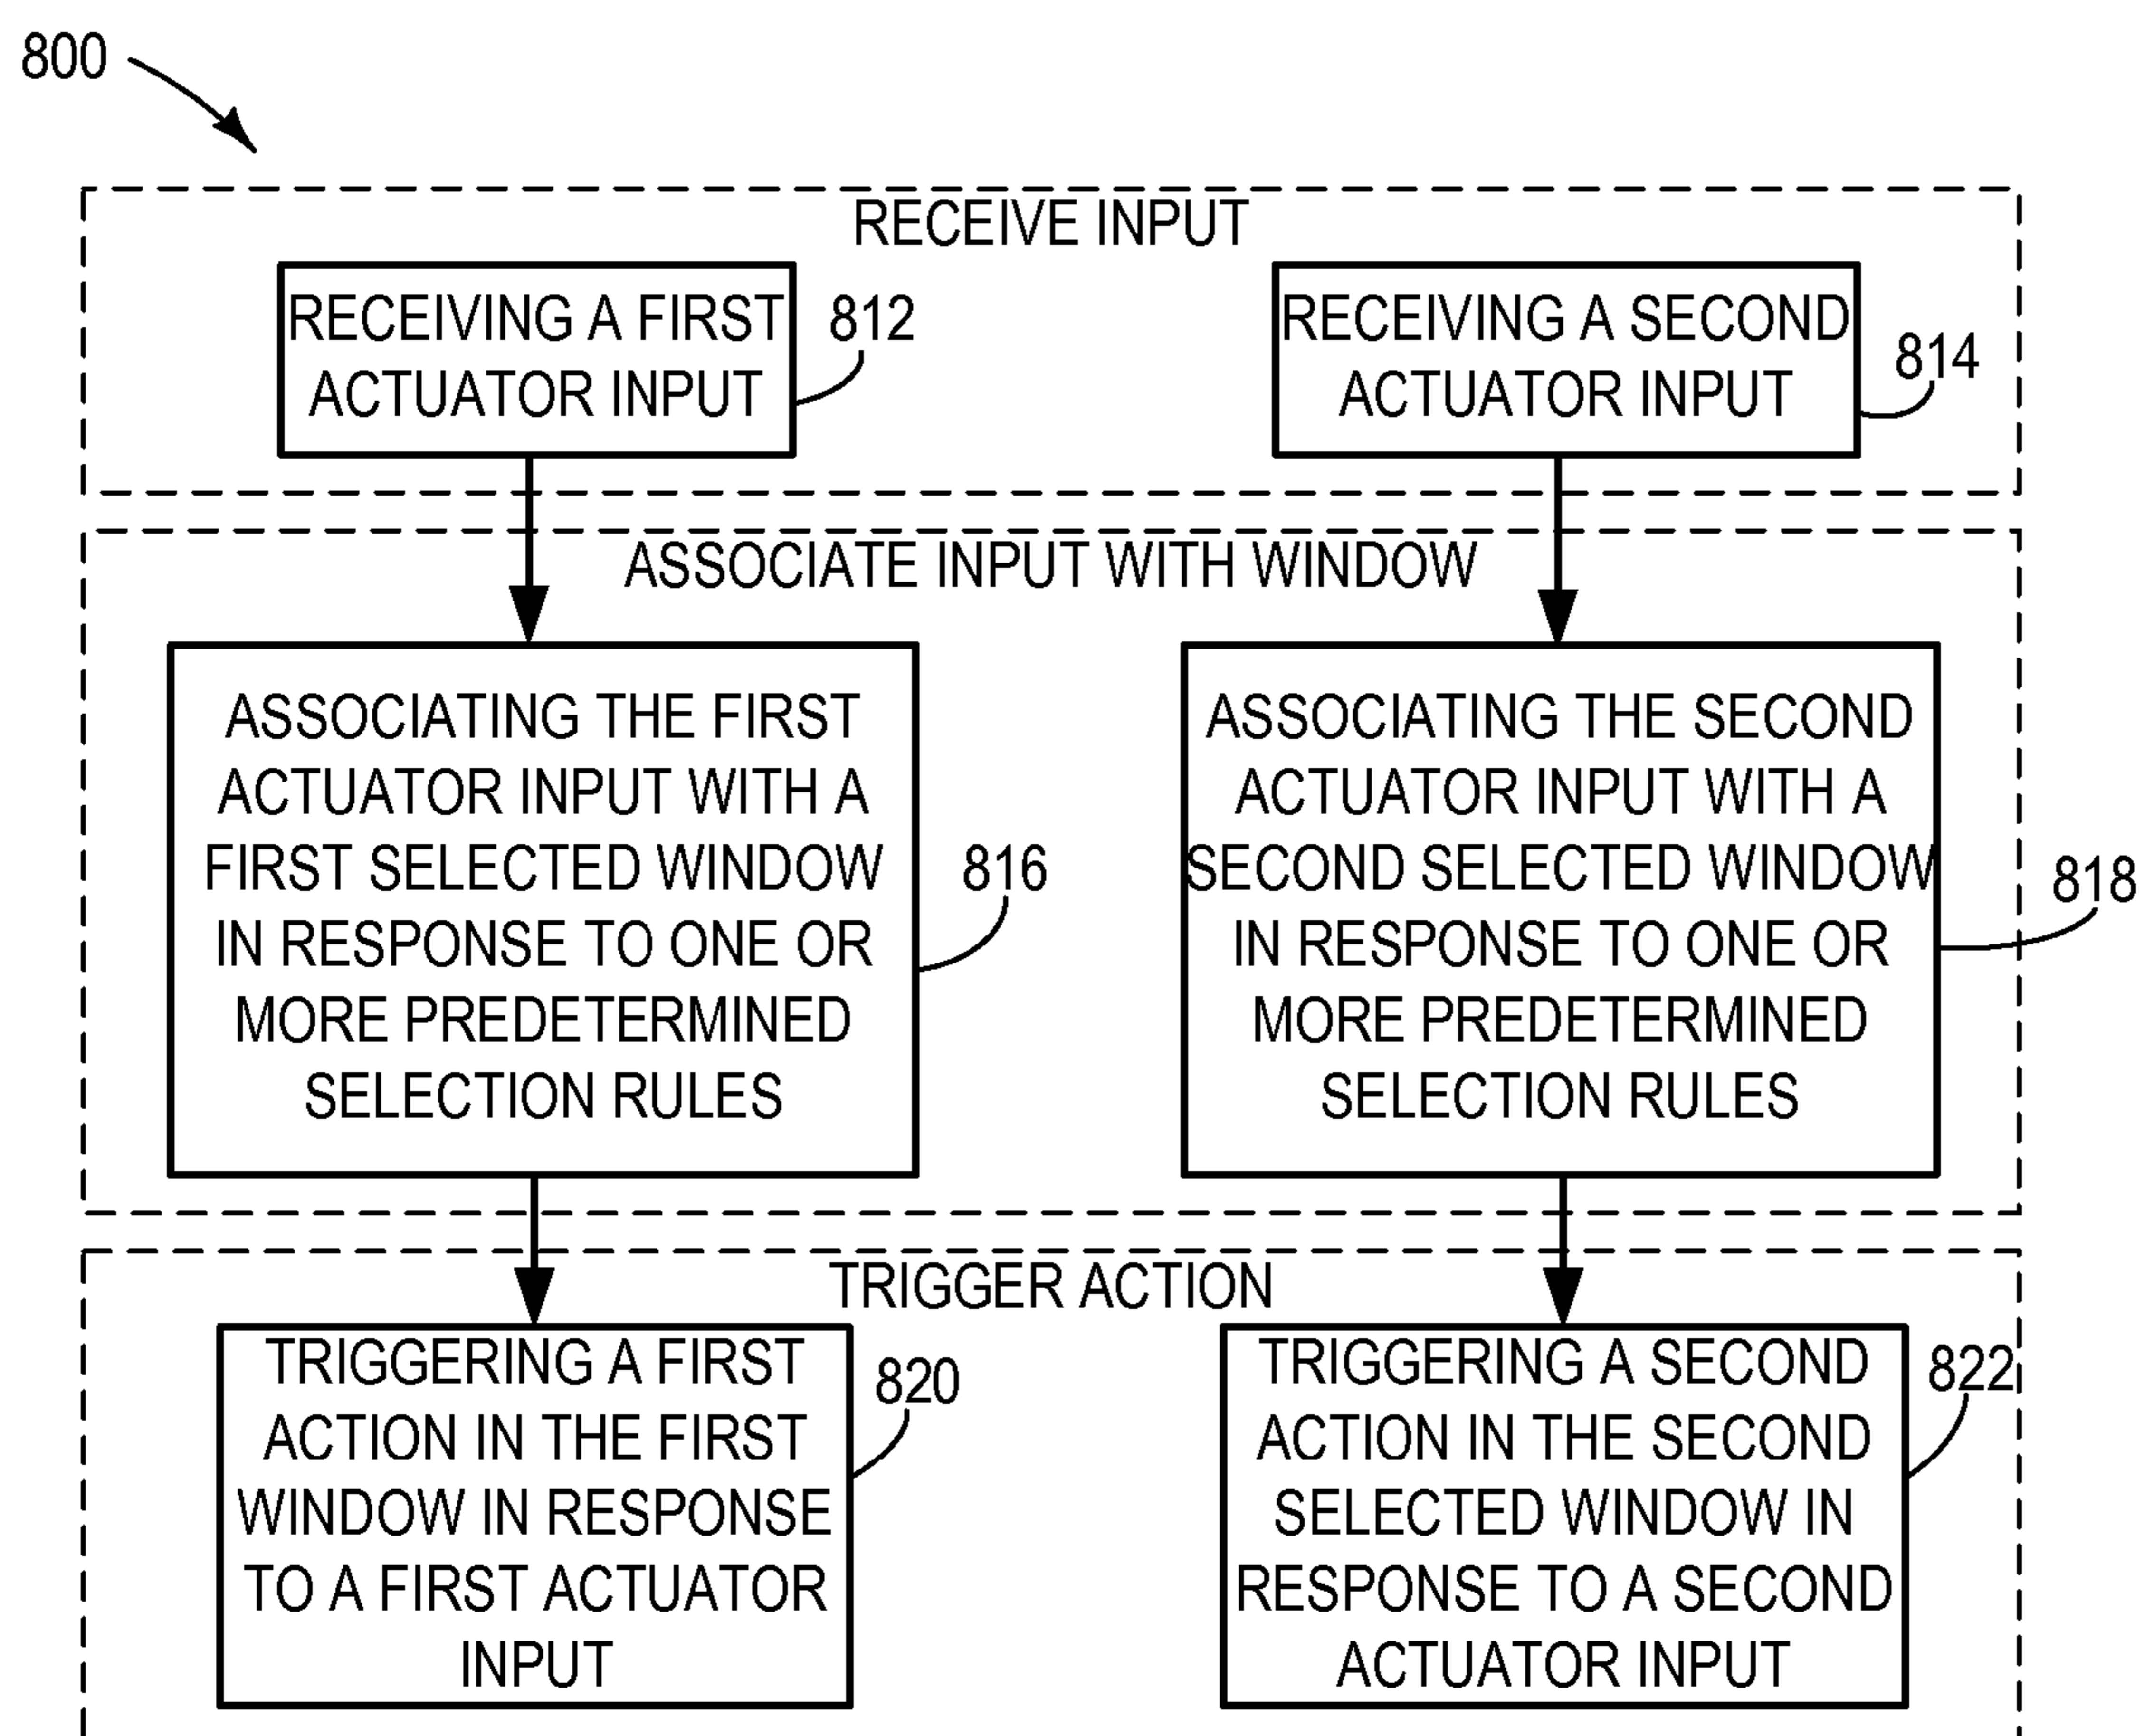 800
RECEIVE INPUT
RECEIVING A FIRST
ACTUATOR INPUT
812
RECEIVING A SECOND
ACTUATOR INPUT
814
ASSOCIATE INPUT WITH WINDOW
ASSOCIATING THE FIRST
ACTUATOR INPUT WITH A
FIRST SELECTED WINDOW
IN RESPONSE TO ONE OR
MORE PREDETERMINED
SELECTION RULES
816
ASSOCIATING THE SECOND
ACTUATOR INPUT WITH A
SECOND SELECTED WINDOW
IN RESPONSE TO ONE OR
MORE PREDETERMINED
SELECTION RULES
818
TRIGGER ACTION
TRIGGERING A FIRST
ACTION IN THE FIRST
WINDOW IN RESPONSE
TO A FIRST ACTUATOR
INPUT
820
TRIGGERING A SECOND
ACTION IN THE SECOND
SELECTED WINDOW IN
RESPONSE TO A SECOND
ACTUATOR INPUT
822